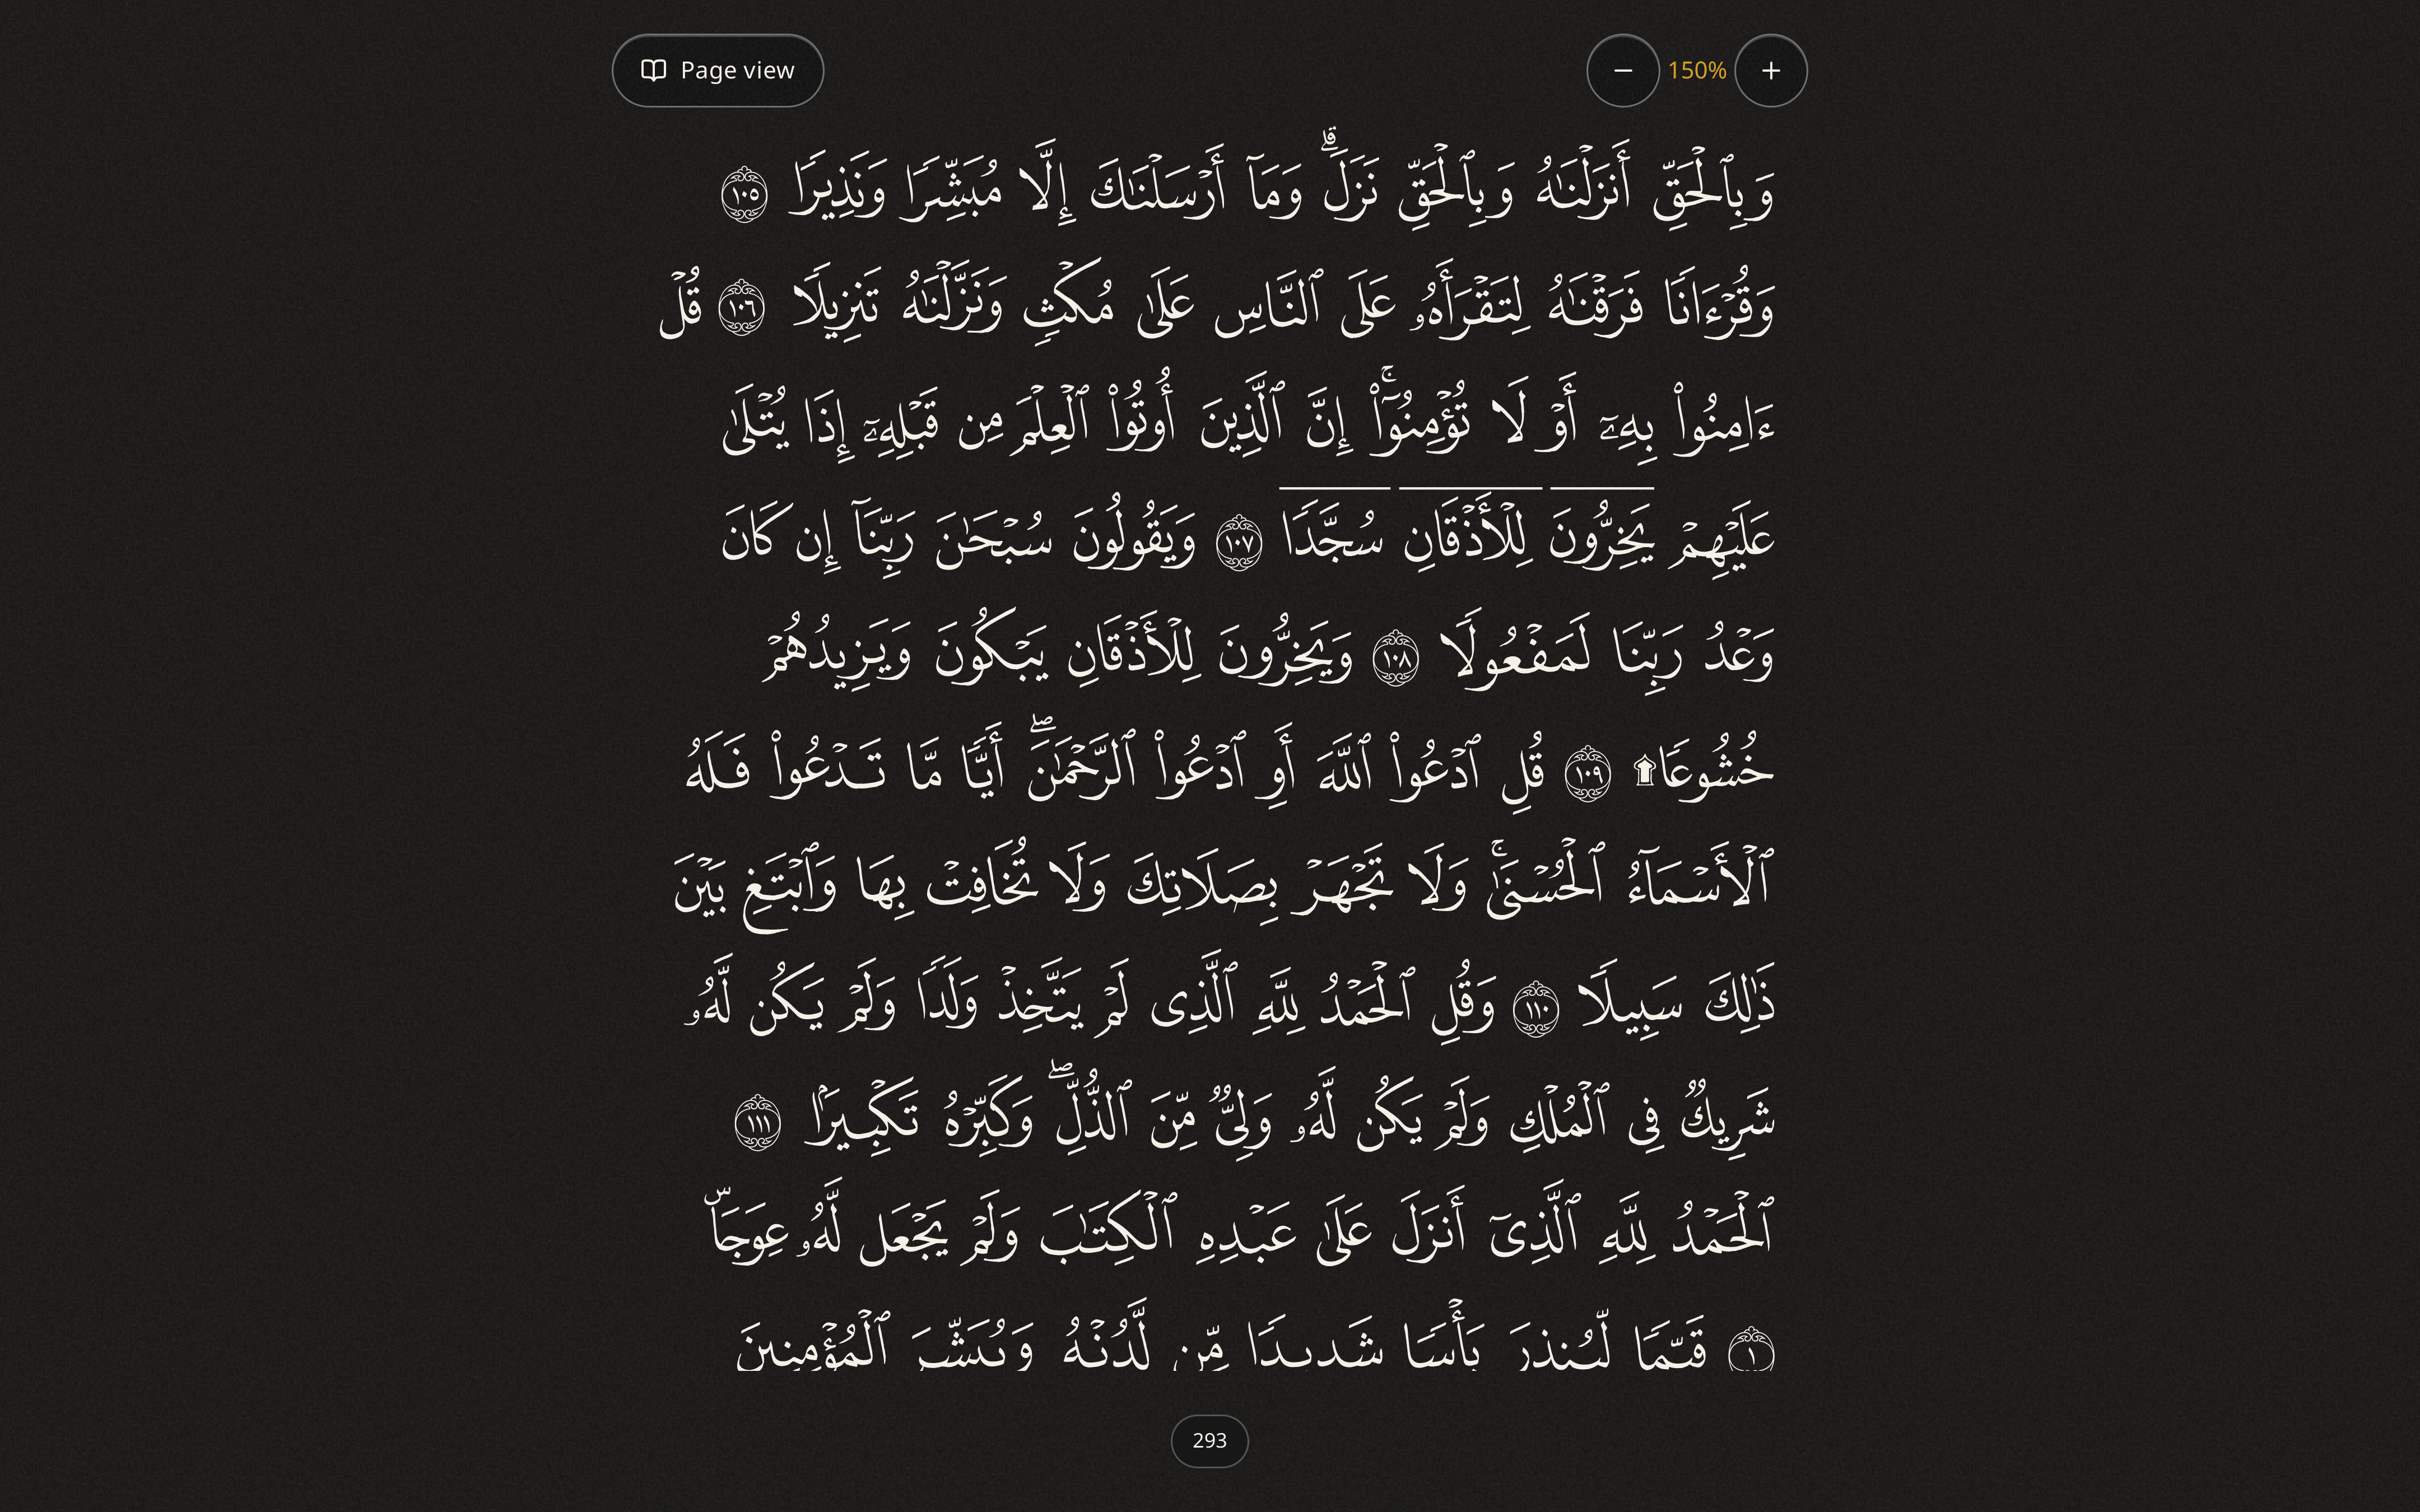 Page view
150%
وَبِٱلْحَقِّ أَنزَلْنَـٰهُ وَبِٱلْحَقِّ نَزَلَ ۗ وَمَآ أَرْسَلْنَـٰكَ إِلَّا مُبَشِّرًا وَنَذِيرًا ١٠٥
وَقُرْءَانًا فَرَقْنَـٰهُ لِتَقْرَأَهُۥ عَلَى ٱلنَّاسِ عَلَىٰ مُكْثٍ وَنَزَّلْنَـٰهُ تَنزِيلًا ١٠٦ قُلْ
ءَامِنُوا۟ بِهِۦٓ أَوْ لَا تُؤْمِنُوٓا۟ ۚ إِنَّ ٱلَّذِينَ أُوتُوا۟ ٱلْعِلْمَ مِن قَبْلِهِۦٓ إِذَا يُتْلَىٰ
عَلَيْهِمْ يَخِرُّونَ لِلْأَذْقَانِ سُجَّدًا ١٠٧ وَيَقُولُونَ سُبْحَـٰنَ رَبِّنَآ إِن كَانَ
وَعْدُ رَبِّنَا لَمَفْعُولًا ١٠٨ وَيَخِرُّونَ لِلْأَذْقَانِ يَبْكُونَ وَيَزِيدُهُمْ
خُشُوعًا ۩ ١٠٩ قُلِ ٱدْعُوا۟ ٱللَّهَ أَوِ ٱدْعُوا۟ ٱلرَّحْمَـٰنَ ۖ أَيًّا مَّا تَدْعُوا۟ فَلَهُ
ٱلْأَسْمَآءُ ٱلْحُسْنَىٰ ۚ وَلَا تَجْهَرْ بِصَلَاتِكَ وَلَا تُخَافِتْ بِهَا وَٱبْتَغِ بَيْنَ
ذَٰلِكَ سَبِيلًا ١١٠ وَقُلِ ٱلْحَمْدُ لِلَّهِ ٱلَّذِى لَمْ يَتَّخِذْ وَلَدًا وَلَمْ يَكُن لَّهُۥ
شَرِيكٌ فِى ٱلْمُلْكِ وَلَمْ يَكُن لَّهُۥ وَلِىٌّ مِّنَ ٱلذُّلِّ ۖ وَكَبِّرْهُ تَكْبِيرًۢا ١١١
ٱلْحَمْدُ لِلَّهِ ٱلَّذِىٓ أَنزَلَ عَلَىٰ عَبْدِهِ ٱلْكِتَـٰبَ وَلَمْ يَجْعَل لَّهُۥ عِوَجَاۜ
١ قَيِّمًا لِّيُنذِرَ بَأْسًا شَدِيدًا مِّن لَّدُنْهُ وَيُبَشِّرَ ٱلْمُؤْمِنِينَ
293